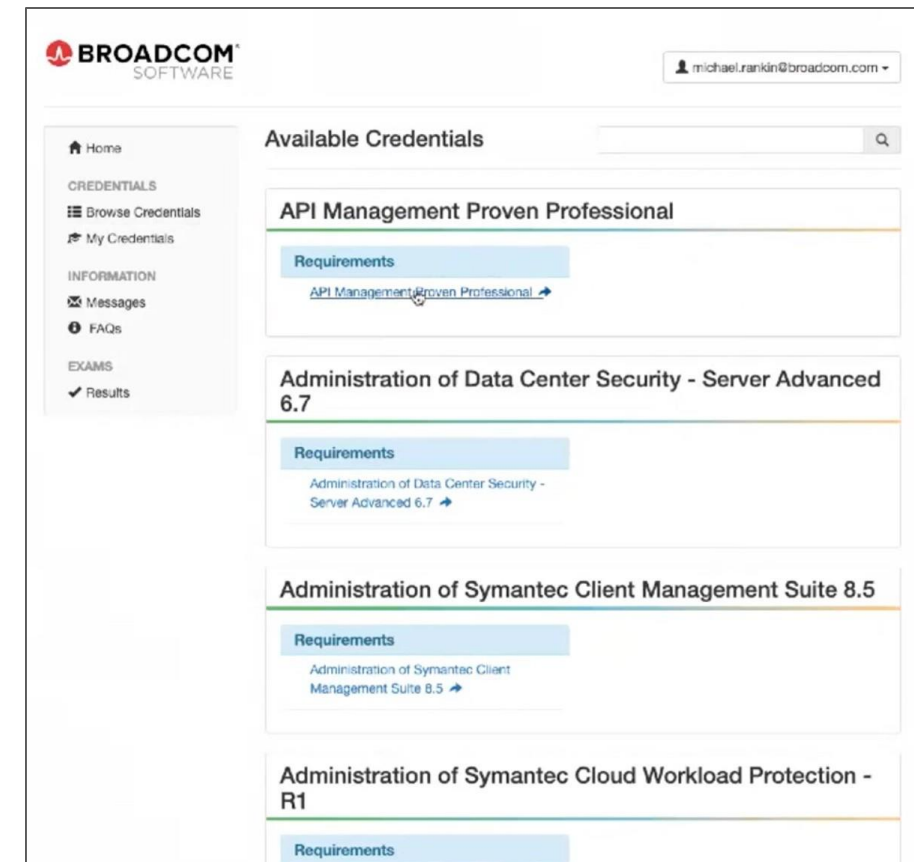 BROADCOM
SOFTWARE
michael.rankin@broadcom.com
Home
CREDENTIALS
Browse Credentials
My Credentials
INFORMATION
Messages
FAQs
EXAMS
Results
Available Credentials
API Management Proven Professional
Requirements
API Management Proven Professional
Administration of Data Center Security - Server Advanced
6.7
Requirements
Administration of Data Center Security -
Server Advanced 6.7
Administration of Symantec Client Management Suite 8.5
Requirements
Administration of Symantec Client
Management Suite 8.5
Administration of Symantec Cloud Workload Protection -
R1
Requirements